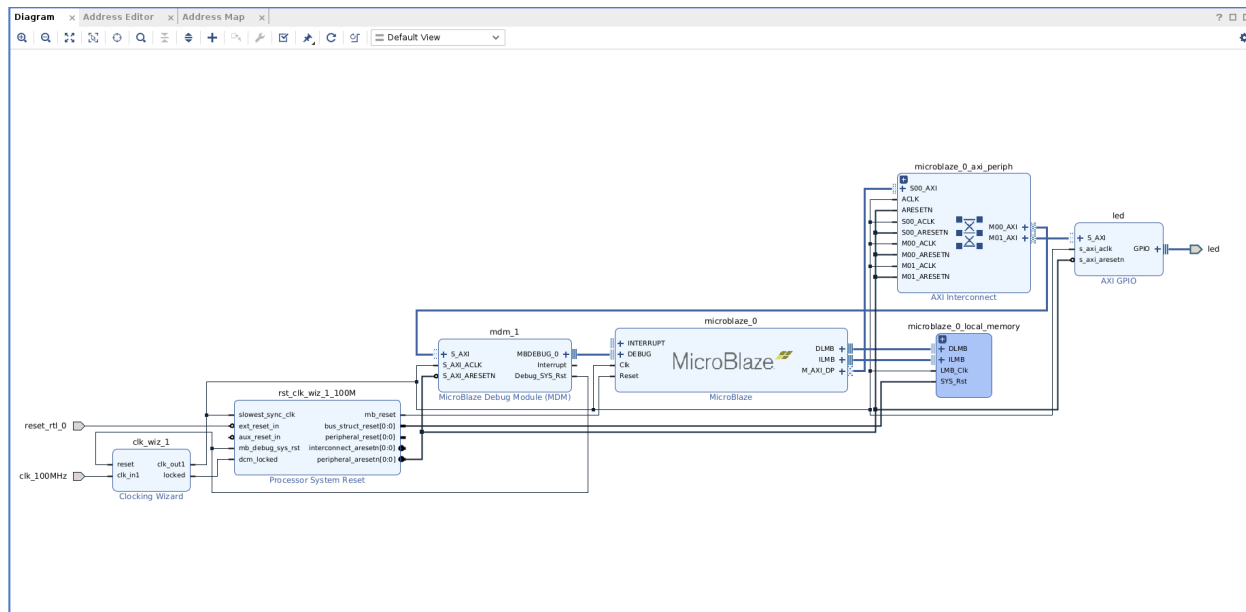 Diagram × Address Editor × Address Map ×
? □
Default View
microblaze_0_axi_periph
S00_AXI
ACLK
ARESETN
S00_ACLK
S00_ARESETN
M00_ACLK
M00_ARESETN
M01_ACLK
M01_ARESETN
M00_AXI
M01_AXI
AXI Interconnect
led
S_AXI
s_axi_aclk
s_axi_aresetn
GPIO
AXI GPIO
led
mdm_1
S_AXI
S_AXI_ACLK
S_AXI_ARESETN
MBDEBUG_0
Interrupt
Debug_SYS_Rst
MicroBlaze Debug Module (MDM)
microblaze_0
INTERRUPT
DEBUG
Clk
Reset
MicroBlaze
DLMB
ILMB
M_AXI_DP
MicroBlaze
microblaze_0_local_memory
DLMB
ILMB
LMB_Clk
SYS_Rst
rst_clk_wiz_1_100M
slowest_sync_clk
ext_reset_in
aux_reset_in
mb_debug_sys_rst
dcm_locked
mb_reset
bus_struct_reset[0:0]
peripheral_reset[0:0]
interconnect_aresetn[0:0]
peripheral_aresetn[0:0]
Processor System Reset
reset_rtl_0
clk_100MHz
clk_wiz_1
reset
clk_in1
clk_out1
locked
Clocking Wizard